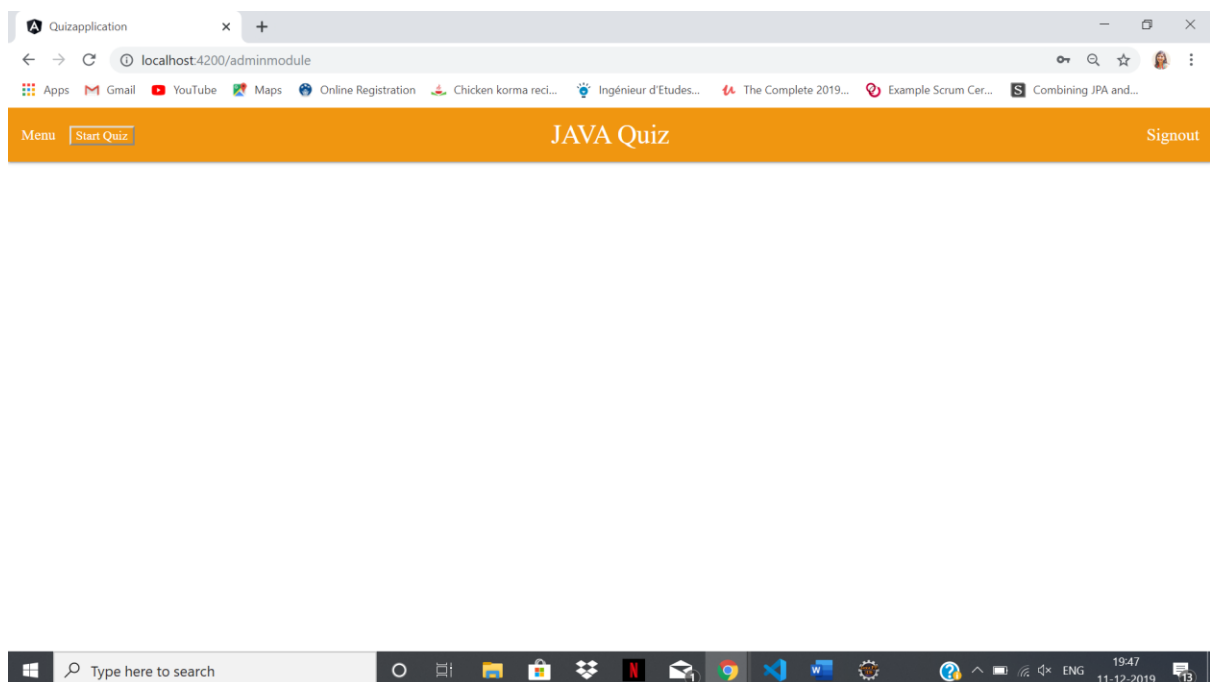 Quizapplication
localhost:4200/adminmodule
Apps Gmail YouTube Maps Online Registration Chicken korma reci... Ingénieur d'Etudes... The Complete 2019... Example Scrum Cer... S Combining JPA and...
Menu Start Quiz JAVA Quiz Signout
Type here to search N 1 W ENG 19:47
11-12-2019 13